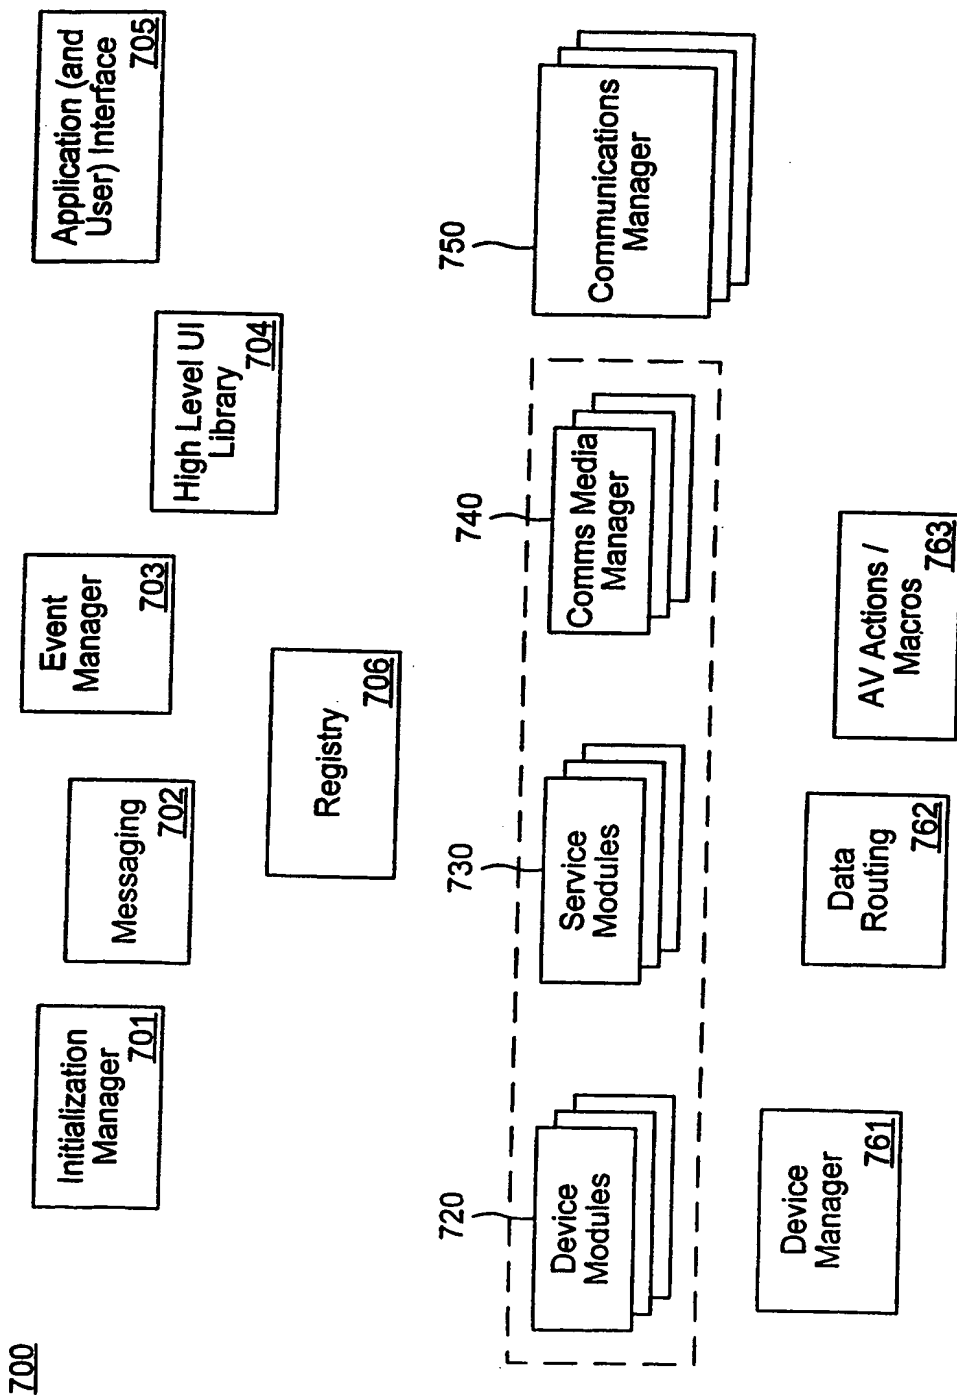 700
Initialization
Manager
701
Messaging
702
Event
Manager
703
High Level UI
Library
704
Application (and
User) Interface
705
Registry
706
720
Device
Modules
730
Service
Modules
740
Comms Media
Manager
750
Communications
Manager
Device
Manager
761
Data
Routing
762
AV Actions /
Macros
763